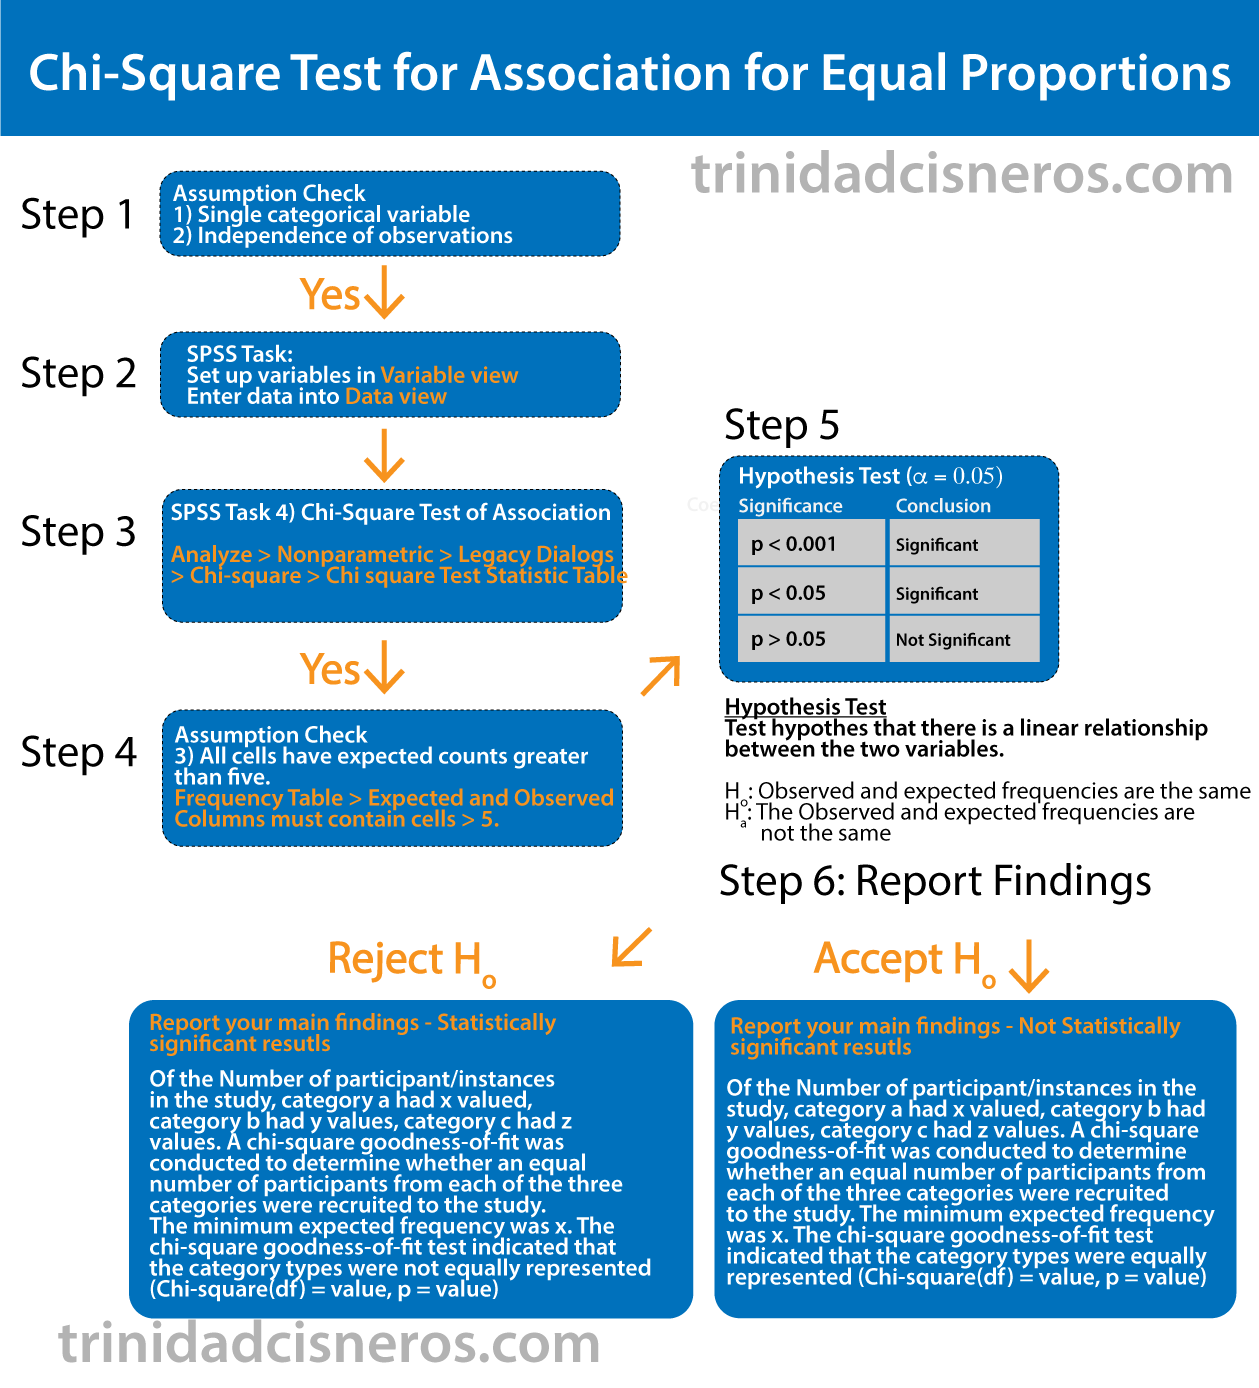 Chi-Square Test for Association for Equal Proportions
trinidadcisneros.com
Step 1
Assumption Check
1) Single categorical variable
2) Independence of observations
Yes
Step 2
SPSS Task:
Set up variables in Variable view
Enter data into Data view
Step 3
SPSS Task 4) Chi-Square Test of Association
Analyze > Nonparametric > Legacy Dialogs
> Chi-square > Chi square Test Statistic Table
Yes
Step 4
Assumption Check
3) All cells have expected counts greater
than five.
Frequency Table > Expected and Observed
Columns must contain cells > 5.
Step 5
Hypothesis Test (α = 0.05)
Significance Conclusion
p < 0.001 Significant
p < 0.05 Significant
p > 0.05 Not Significant
Hypothesis Test
Test hypothes that there is a linear relationship
between the two variables.
Ho: Observed and expected frequencies are the same
Ha: The Observed and expected frequencies are
not the same
Step 6: Report Findings
Reject Ho
Report your main findings - Statistically
significant resutls
Of the Number of participant/instances
in the study, category a had x valued,
category b had y values, category c had z
values. A chi-square goodness-of-fit was
conducted to determine whether an equal
number of participants from each of the three
categories were recruited to the study.
The minimum expected frequency was x. The
chi-square goodness-of-fit test indicated that
the category types were not equally represented
(Chi-square(df) = value, p = value)
Accept Ho
Report your main findings - Not Statistically
significant resutls
Of the Number of participant/instances in the
study, category a had x valued, category b had
y values, category c had z values. A chi-square
goodness-of-fit was conducted to determine
whether an equal number of participants from
each of the three categories were recruited
to the study. The minimum expected frequency
was x. The chi-square goodness-of-fit test
indicated that the category types were equally
represented (Chi-square(df) = value, p = value)
trinidadcisneros.com